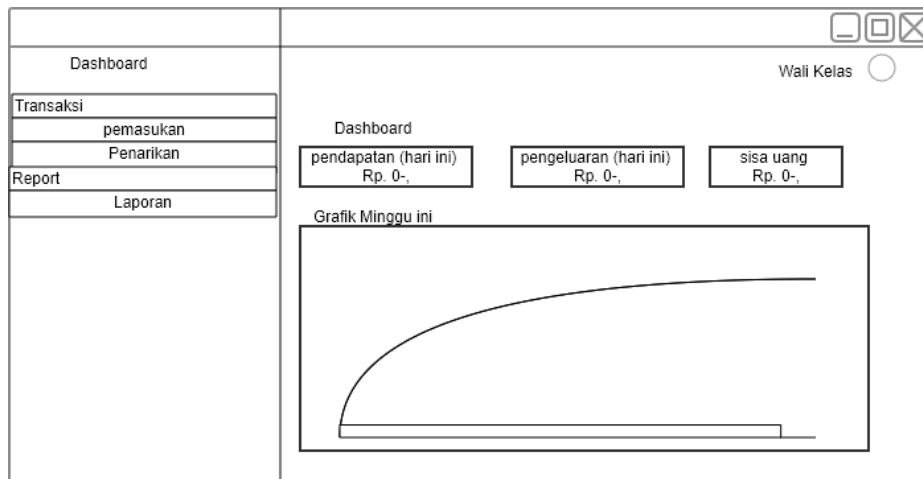 Dashboard
Wali Kelas
Transaksi
pemasukan
Penarikan
Report
Laporan
Dashboard
pendapatan (hari ini)
Rp. 0-,
pengeluaran (hari ini)
Rp. 0-,
sisa uang
Rp. 0-,
Grafik Minggu ini